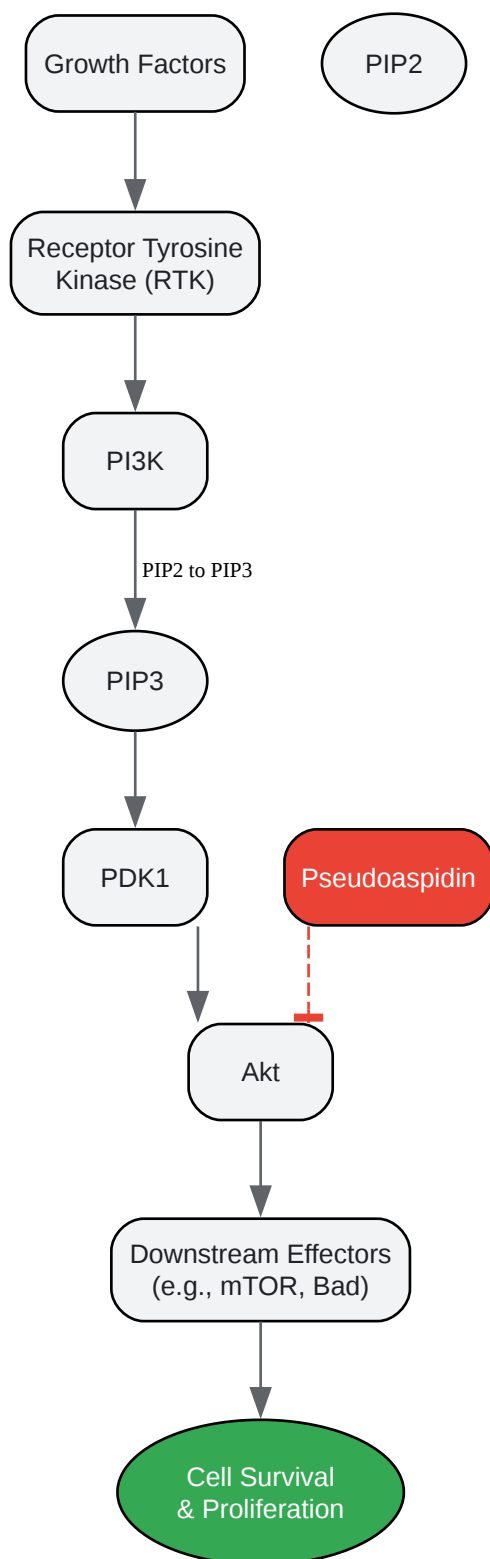 Growth Factors
PIP2
Receptor Tyrosine
Kinase (RTK)
PI3K
PIP2 to PIP3
PIP3
PDK1
Pseudoaspidin
Akt
Downstream Effectors
(e.g., mTOR, Bad)
Cell Survival
& Proliferation